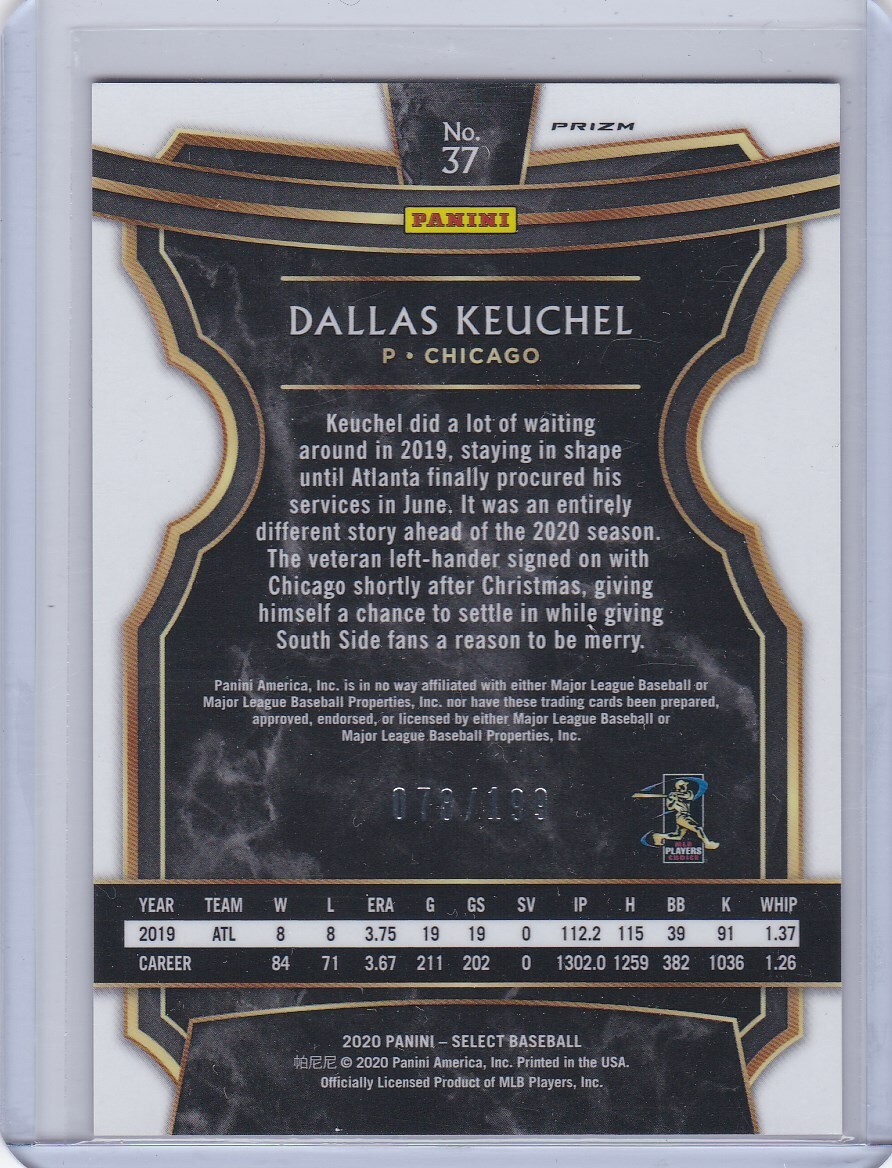 No.
37
PRIZM
PANINI
DALLAS KEUCHEL
P • CHICAGO
Keuchel did a lot of waiting
around in 2019, staying in shape
until Atlanta finally procured his
services in June. It was an entirely
different story ahead of the 2020 season.
The veteran left-hander signed on with
Chicago shortly after Christmas, giving
himself a chance to settle in while giving
South Side fans a reason to be merry.
Panini America, Inc. is in no way affiliated with either Major League Baseball or
Major League Baseball Properties, Inc. nor have these trading cards been prepared,
approved, endorsed, or licensed by either Major League Baseball or
Major League Baseball Properties, Inc.
MLB
PLAYERS
CHOICE
YEAR TEAM W L ERA G GS SV IP H BB K WHIP
2019 ATL 8 8 3.75 19 19 0 112.2 115 39 91 1.37
CAREER 84 71 3.67 211 202 0 1302.0 1259 382 1036 1.26
2020 PANINI – SELECT BASEBALL
帕尼尼 © 2020 Panini America, Inc. Printed in the USA.
Officially Licensed Product of MLB Players, Inc.